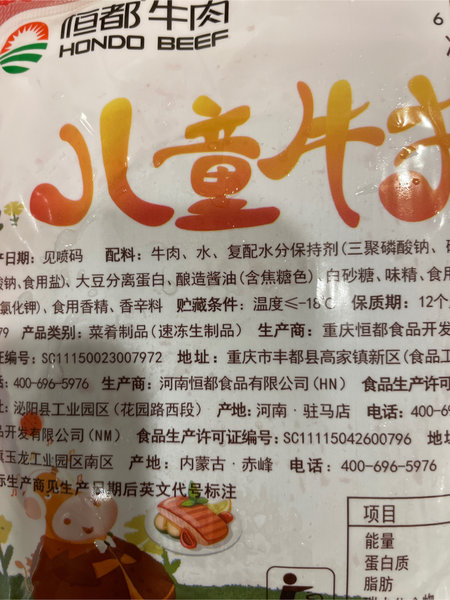 恒都 牛肉
HONDO BEEF
6
儿童牛
产日期：见喷码 配料：牛肉、水、复配水分保持剂(三聚磷酸钠、
酸钠、食用盐)、大豆分离蛋白、酿造酱油(含焦糖色) 白砂糖、味精、食用
氯化钾)、食用香精、香辛料 贮藏条件：温度≤-18℃ 保质期：12个
79 产品类别：菜肴制品(速冻生制品) 生产商：重庆恒都食品开发
证编号：SC11150023007972 地址：重庆市丰都县高家镇新区(食品工
：400-696-5976 生产商：河南恒都食品有限公司(HN) 食品生产许可
：泌阳县工业园区(花园路西段) 产地：河南·驻马店 电话：400-69
品开发有限公司(NM) 食品生产许可证编号：SC11115042600796 地
玉龙工业园区南区 产地：内蒙古·赤峰 电话：400-696-5976
际生产商见生产日期后英文代号标注
项目
能量
蛋白质
脂肪